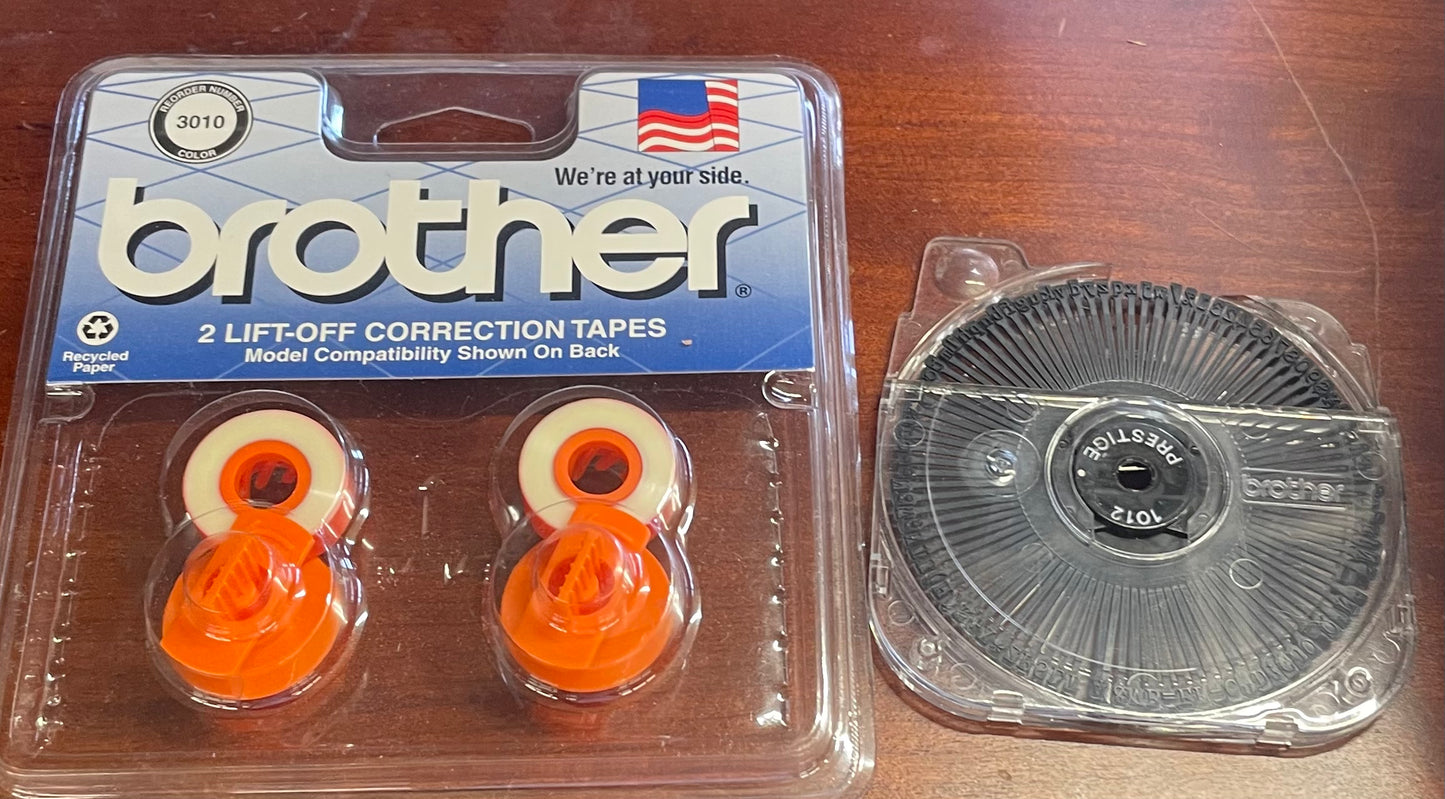 REORDER NUMBER
3010
COLOR
We're at your side.
brother®
2 LIFT-OFF CORRECTION TAPES
Model Compatibility Shown On Back
Recycled
Paper
PRESTIGE
1012
brother